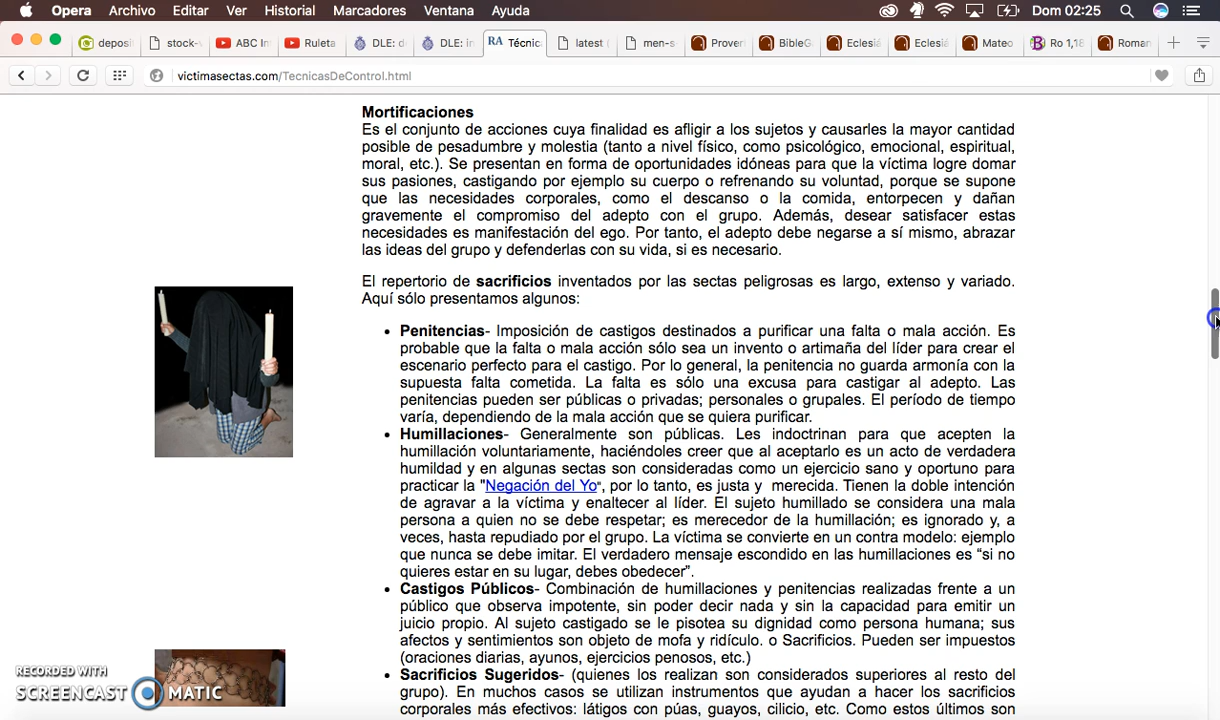 Opera Archivo Editar Ver Historial Marcadores Ventana Ayuda Dom 02:25
deposi stock-v ABC In Ruleta DLE: d DLE: in RA Técnic latest ( men-s Prover BibleG Eclesiá Eclesiá Mateo Ro 1,18 Roman
victimasectas.com/TecnicasDeControl.html
Mortificaciones
Es el conjunto de acciones cuya finalidad es afligir a los sujetos y causarles la mayor cantidad
posible de pesadumbre y molestia (tanto a nivel físico, como psicológico, emocional, espiritual,
moral, etc.). Se presentan en forma de oportunidades idóneas para que la víctima logre domar
sus pasiones, castigando por ejemplo su cuerpo o refrenando su voluntad, porque se supone
que las necesidades corporales, como el descanso o la comida, entorpecen y dañan
gravemente el compromiso del adepto con el grupo. Además, desear satisfacer estas
necesidades es manifestación del ego. Por tanto, el adepto debe negarse a sí mismo, abrazar
las ideas del grupo y defenderlas con su vida, si es necesario.
El repertorio de sacrificios inventados por las sectas peligrosas es largo, extenso y variado.
Aquí sólo presentamos algunos:
• Penitencias- Imposición de castigos destinados a purificar una falta o mala acción. Es
probable que la falta o mala acción sólo sea un invento o artimaña del líder para crear el
escenario perfecto para el castigo. Por lo general, la penitencia no guarda armonía con la
supuesta falta cometida. La falta es sólo una excusa para castigar al adepto. Las
penitencias pueden ser públicas o privadas; personales o grupales. El período de tiempo
varía, dependiendo de la mala acción que se quiera purificar.
• Humillaciones- Generalmente son públicas. Les indoctrinan para que acepten la
humillación voluntariamente, haciéndoles creer que al aceptarlo es un acto de verdadera
humildad y en algunas sectas son consideradas como un ejercicio sano y oportuno para
practicar la "Negación del Yo", por lo tanto, es justa y merecida. Tienen la doble intención
de agravar a la víctima y enaltecer al líder. El sujeto humillado se considera una mala
persona a quien no se debe respetar; es merecedor de la humillación; es ignorado y, a
veces, hasta repudiado por el grupo. La víctima se convierte en un contra modelo: ejemplo
que nunca se debe imitar. El verdadero mensaje escondido en las humillaciones es “si no
quieres estar en su lugar, debes obedecer”.
• Castigos Públicos- Combinación de humillaciones y penitencias realizadas frente a un
público que observa impotente, sin poder decir nada y sin la capacidad para emitir un
juicio propio. Al sujeto castigado se le pisotea su dignidad como persona humana; sus
afectos y sentimientos son objeto de mofa y ridículo. o Sacrificios. Pueden ser impuestos
(oraciones diarias, ayunos, ejercicios penosos, etc.)
• Sacrificios Sugeridos- (quienes los realizan son considerados superiores al resto del
grupo). En muchos casos se utilizan instrumentos que ayudan a hacer los sacrificios
corporales más efectivos: látigos con púas, guayos, cilicio, etc. Como estos últimos son
RECORDED WITH
SCREENCAST MATIC